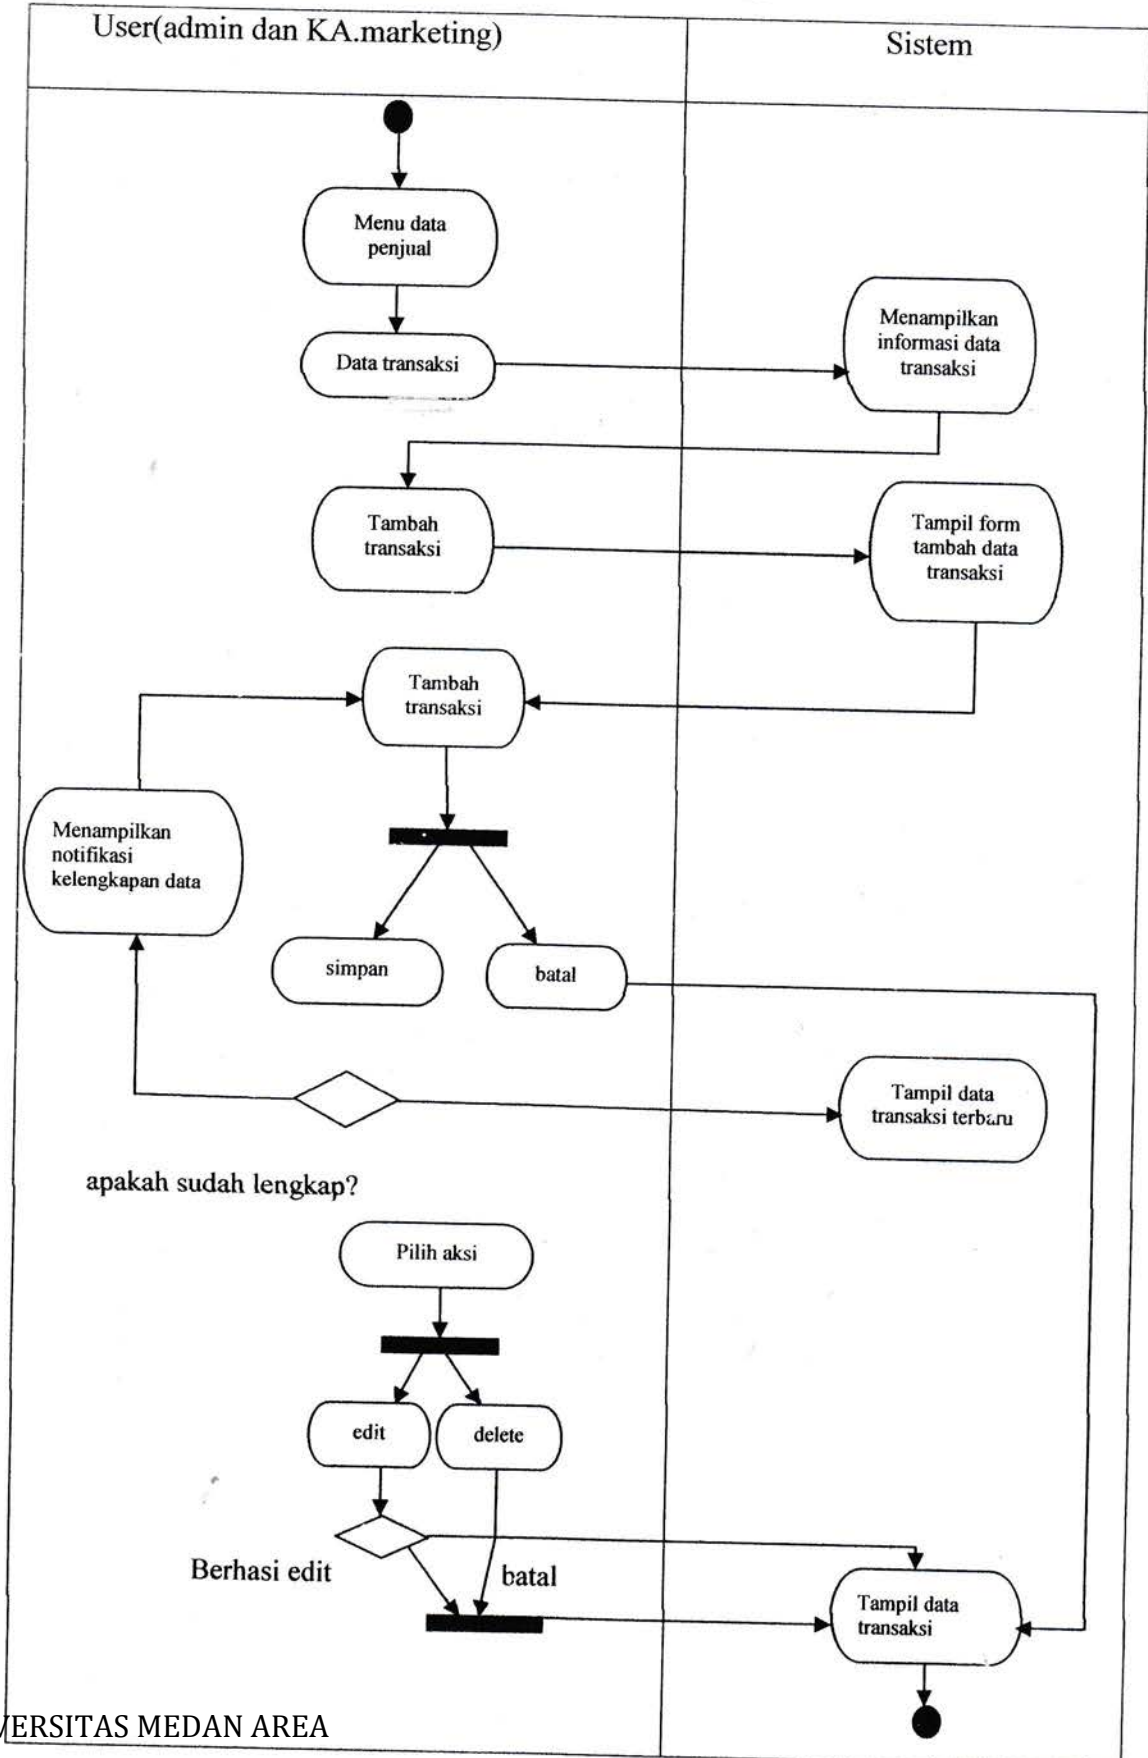 User(admin dan KA.marketing)
Sistem
Menu data
penjual
Menampilkan
informasi data
transaksi
Data transaksi
Tambah
transaksi
Tampil form
tambah data
transaksi
Tambah
transaksi
Menampilkan
notifikasi
kelengkapan data
simpan
batal
Tampil data
transaksi terbaru
apakah sudah lengkap?
Pilih aksi
edit
delete
Berhasi edit
batal
Tampil data
transaksi
VERSITAS MEDAN AREA